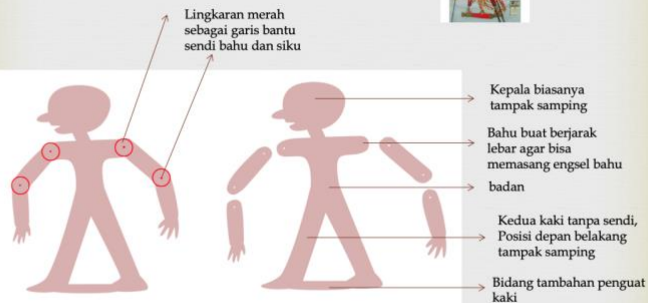 Lingkaran merah
sebagai garis bantu
sendi bahu dan siku
Kepala biasanya
tampak samping
Bahu buat berjarak
lebar agar bisa
memasang engsel bahu
badan
Kedua kaki tanpa sendi,
Posisi depan belakang
tampak samping
Bidang tambahan penguat
kaki